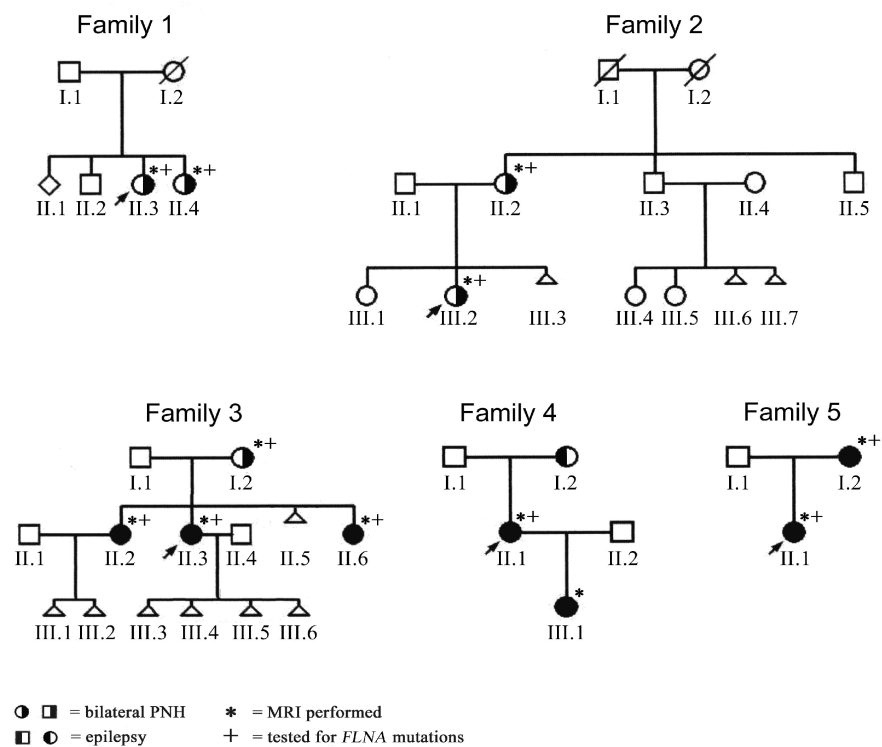 Family 1
Family 2
I.1 I.2
I.1 I.2
*+ *+
II.1 II.2 II.3 II.4
*+
II.1 II.2 II.3 II.4 II.5
*+
III.1 III.2 III.3 III.4 III.5 III.6 III.7
Family 3
Family 4
Family 5
*+
I.1 I.2
I.1 I.2
*+
I.1 I.2
*+ *+ *+
II.1 II.2 II.3 II.4 II.5 II.6
*+
II.1 II.2
*+
II.1
III.1 III.2 III.3 III.4 III.5 III.6
*
III.1
= bilateral PNH * = MRI performed
= epilepsy + = tested for FLNA mutations